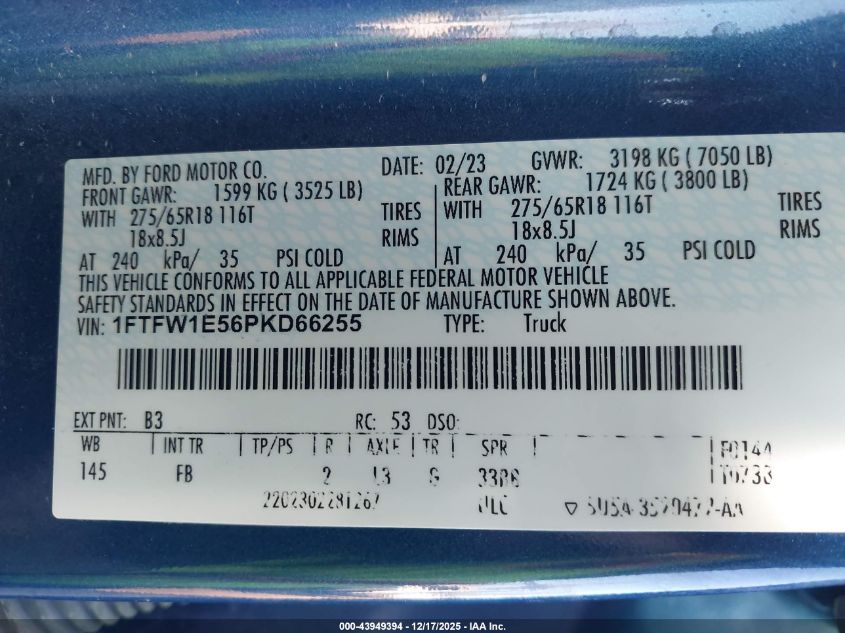 MFD. BY FORD MOTOR CO. DATE: 02/23 GVWR: 3198 KG ( 7050 LB)
FRONT GAWR: 1599 KG ( 3525 LB) REAR GAWR: 1724 KG ( 3800 LB)
WITH 275/65R18 116T TIRES WITH 275/65R18 116T TIRES
18x8.5J RIMS 18x8.5J RIMS
AT 240 kPa/ 35 PSI COLD AT 240 kPa/ 35 PSI COLD
THIS VEHICLE CONFORMS TO ALL APPLICABLE FEDERAL MOTOR VEHICLE
SAFETY STANDARDS IN EFFECT ON THE DATE OF MANUFACTURE SHOWN ABOVE.
VIN: 1FTFW1E56PKD66255 TYPE: Truck
EXT PNT: B3 RC: 53 DSO:
WB INT TR TP/PS R AXLE TR SPR
145 FB 2 G
000-43949394 - 12/17/2025 - IAA Inc.